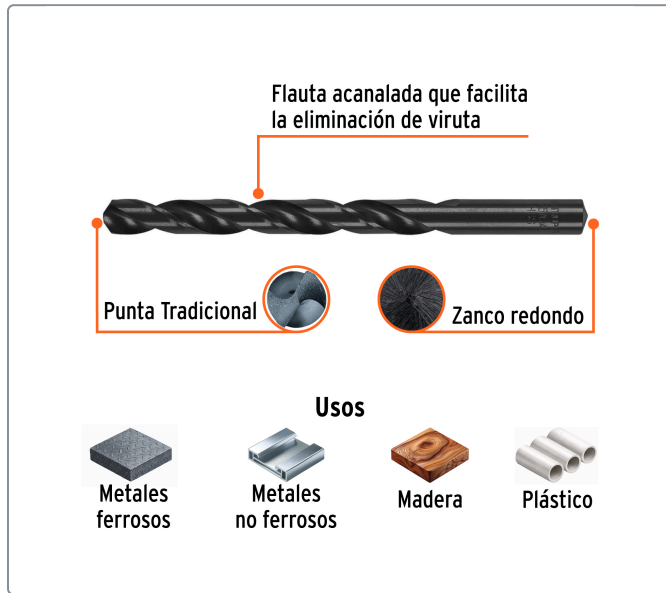 Flauta acanalada que facilita
la eliminación de viruta
Punta Tradicional
Zanco redondo
Usos
Metales
ferrosos
Metales
no ferrosos
Madera
Plástico